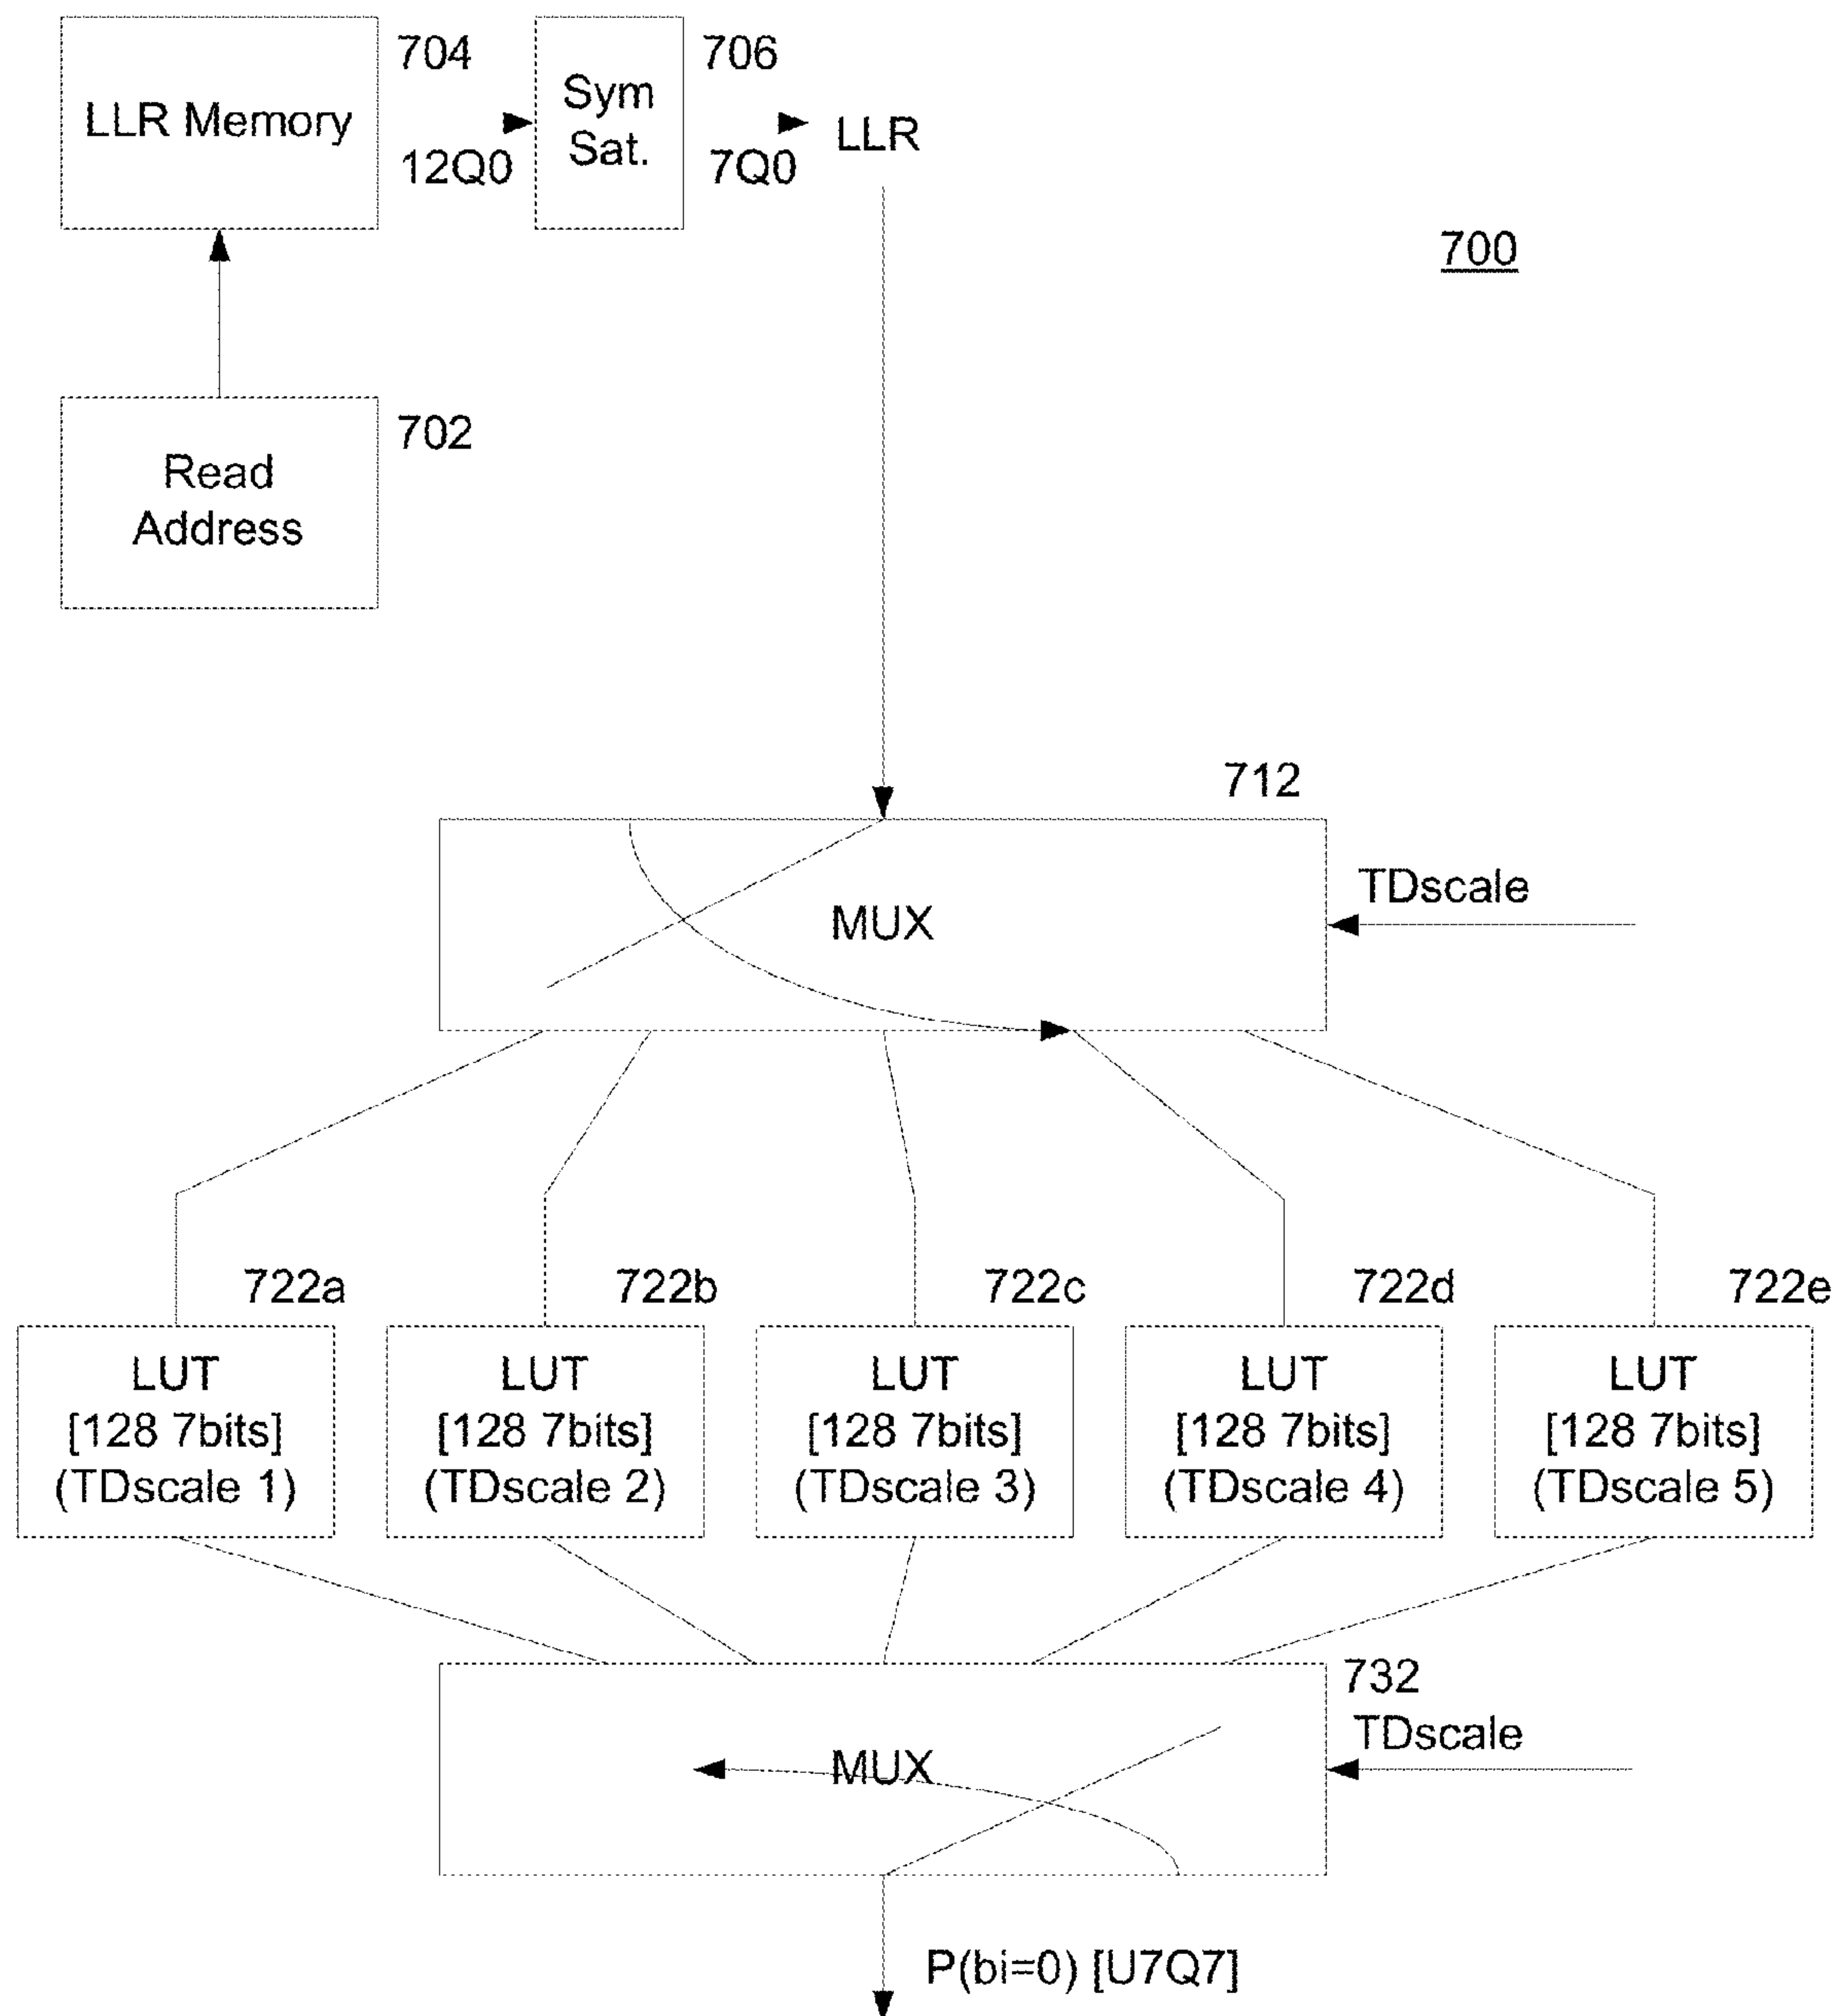 704
706
LLR Memory
Sym
Sat.
LLR
12Q0
7Q0
700
702
Read
Address
712
TDscale
MUX
722a
722b
722c
722d
722e
LUT
[128 7bits]
(TDscale 1)
LUT
[128 7bits]
(TDscale 2)
LUT
[128 7bits]
(TDscale 3)
LUT
[128 7bits]
(TDscale 4)
LUT
[128 7bits]
(TDscale 5)
732
TDscale
MUX
P(bi=0) [U7Q7]